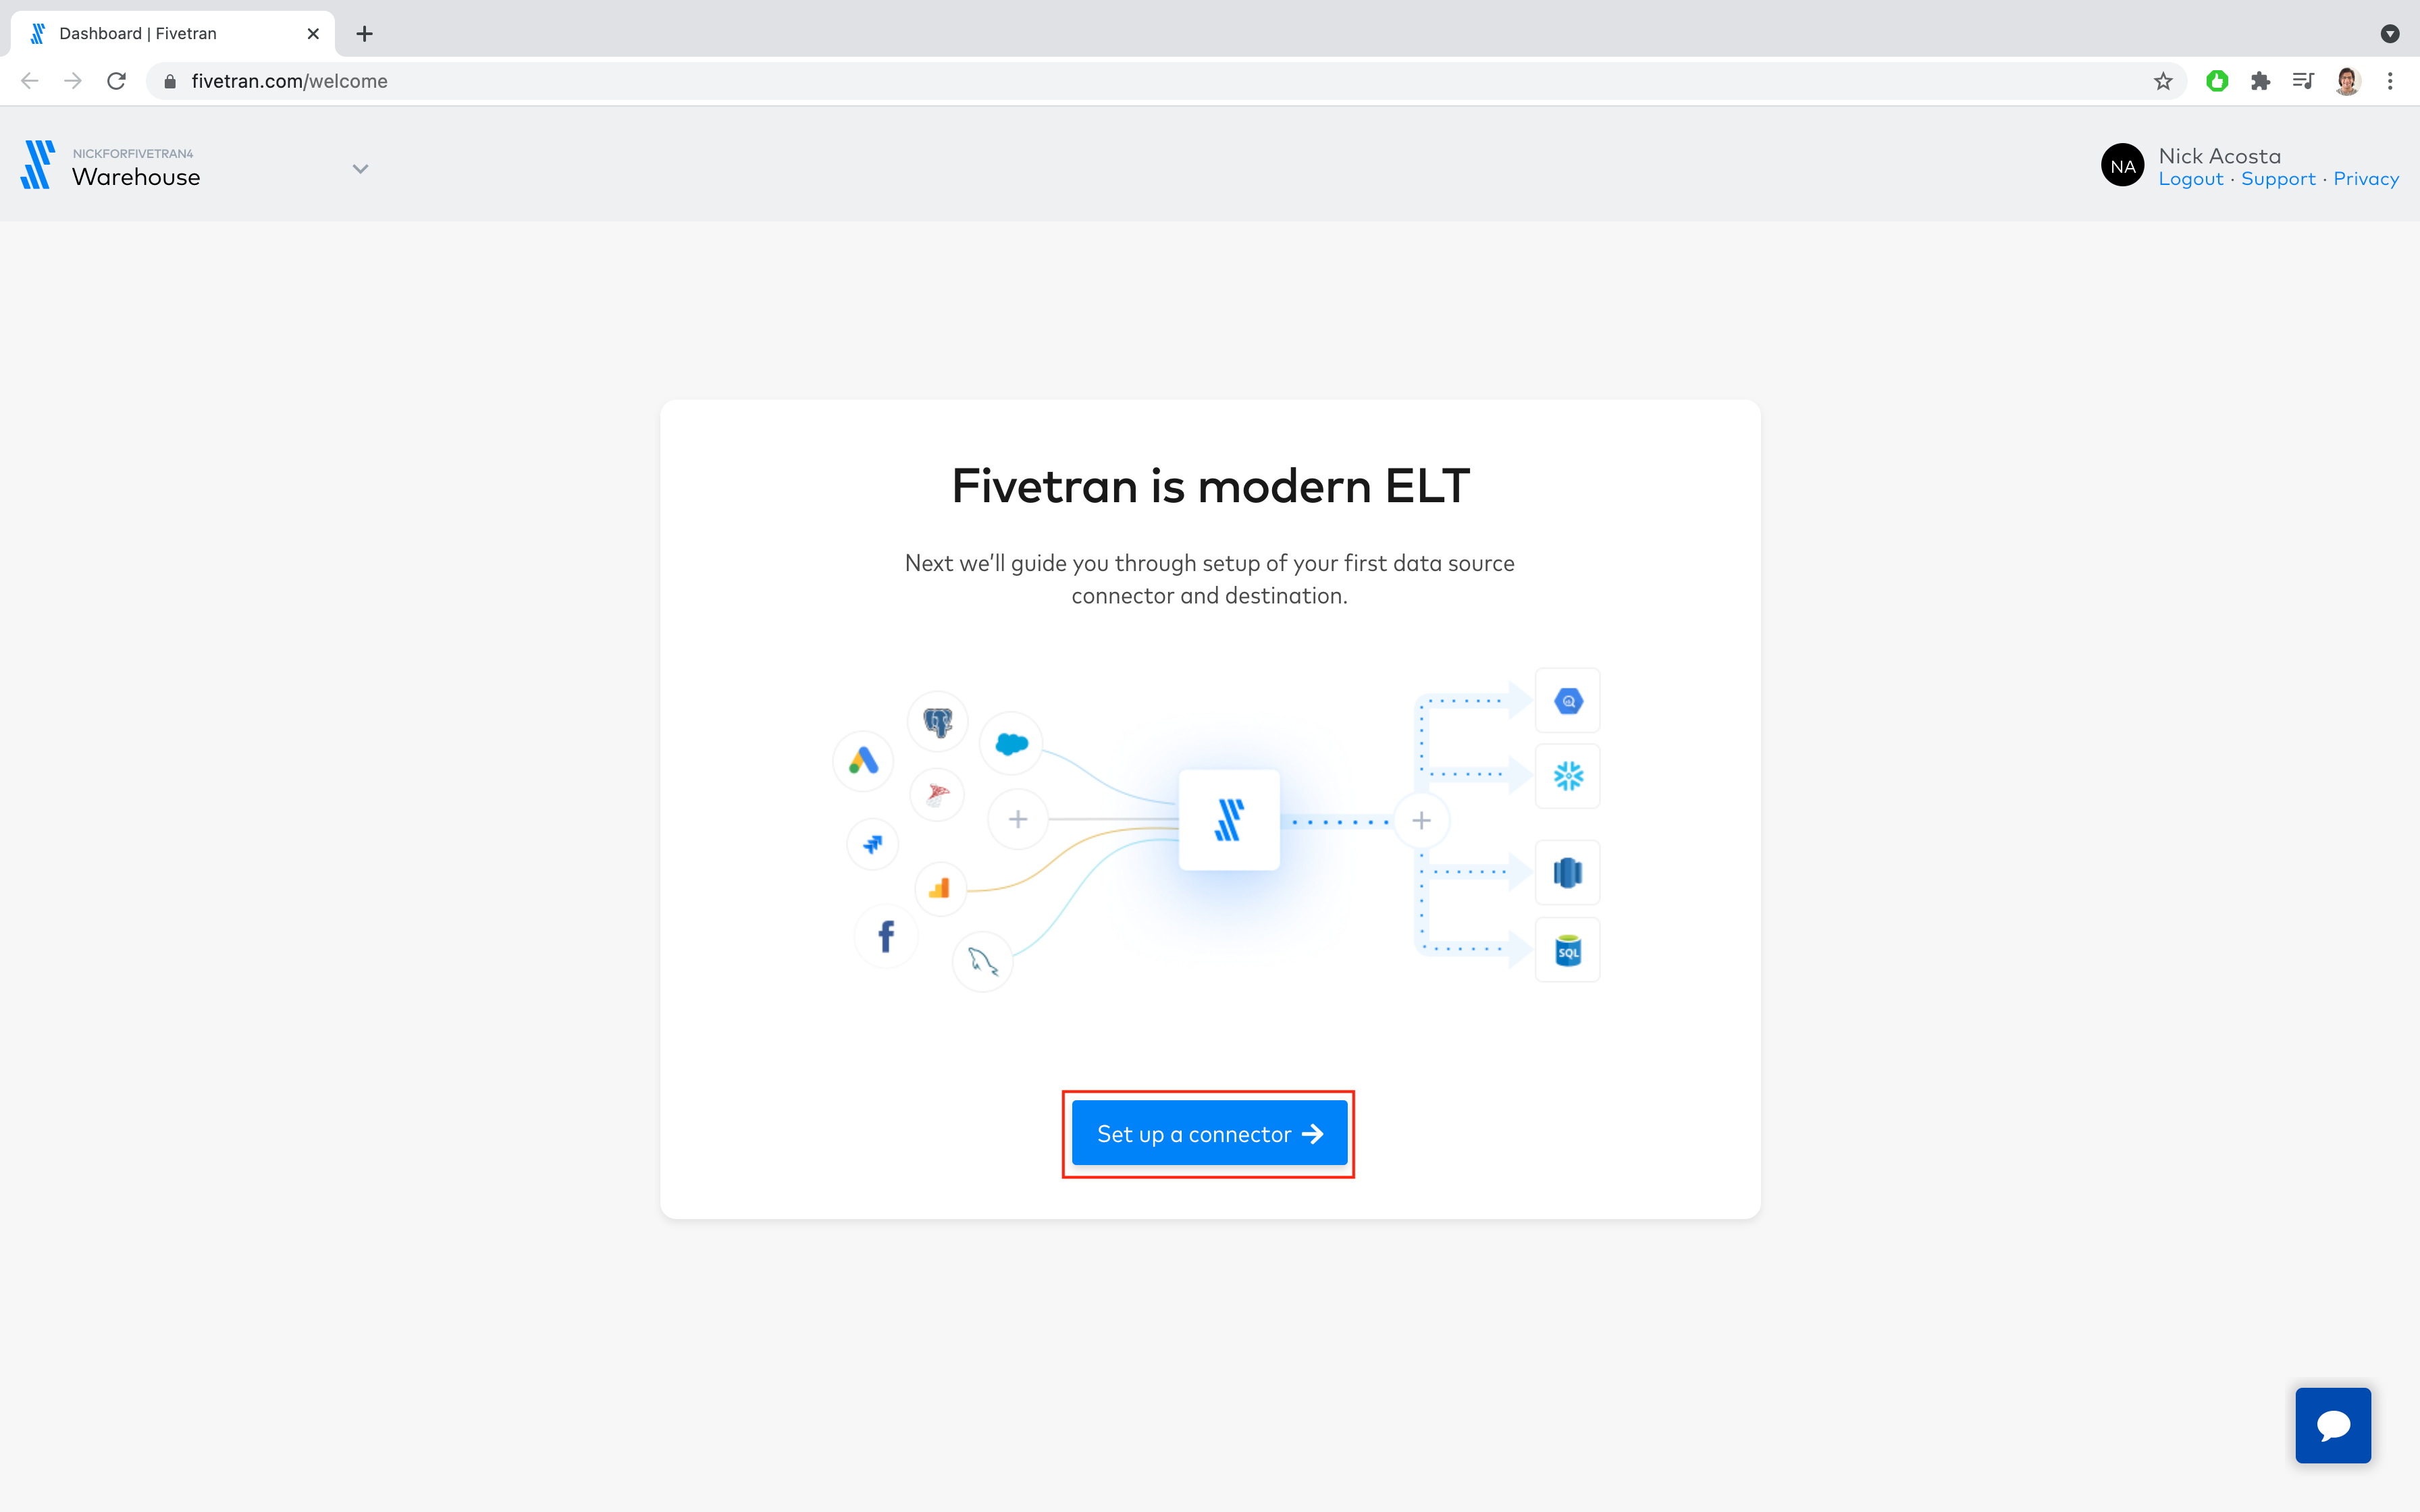 Dashboard | Fivetran
fivetran.com/welcome
NICKFORFIVETRAN4
Warehouse
NA
Nick Acosta
Logout · Support · Privacy
Fivetran is modern ELT
Next we'll guide you through setup of your first data source
connector and destination.
SQL
Set up a connector →